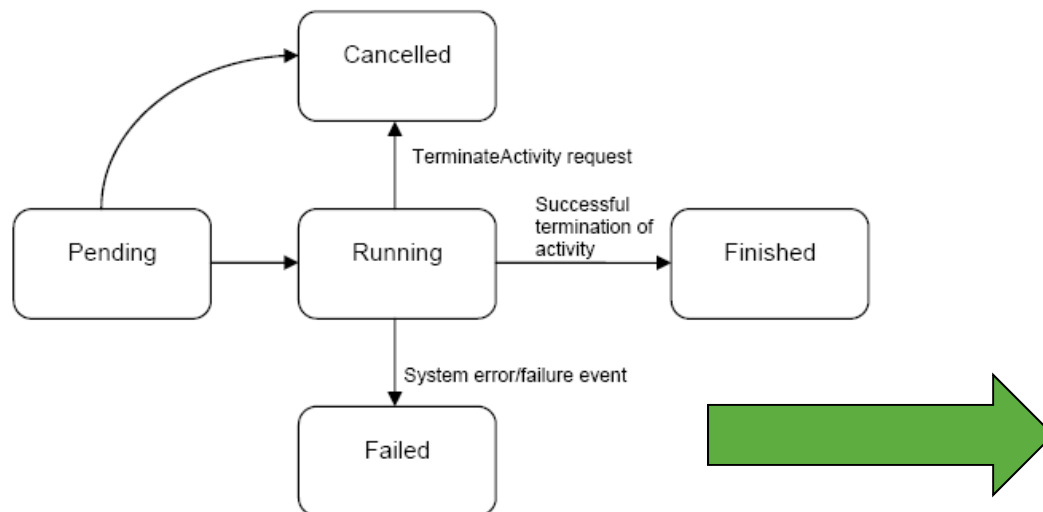 Cancelled
TerminateActivity request
Successful
termination of
activity
Pending
Running
Finished
System error/failure event
Failed